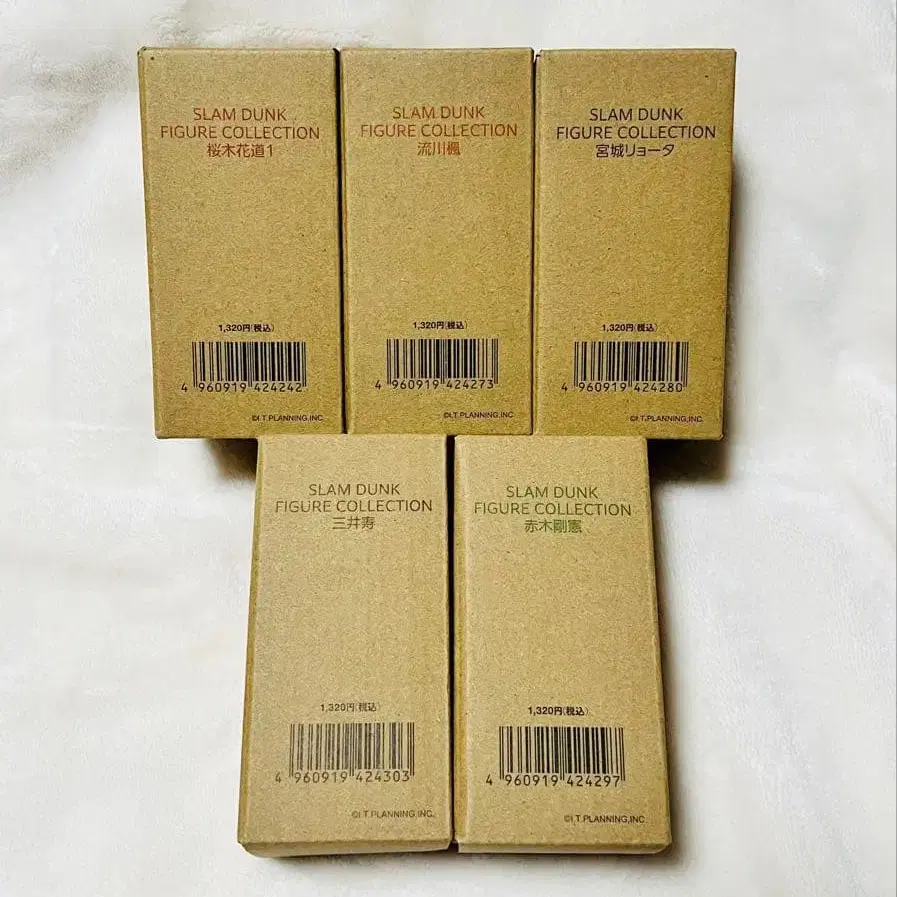 SLAM DUNK
FIGURE COLLECTION
桜木花道1
1,320円(税込)
4 960919 424242
©I.T.PLANNING,INC.
SLAM DUNK
FIGURE COLLECTION
流川楓
1,320円(税込)
4 960919 424273
©I.T.PLANNING,INC.
SLAM DUNK
FIGURE COLLECTION
宮城リョータ
1,320円(税込)
4 960919 424280
©I.T.PLANNING,INC.
SLAM DUNK
FIGURE COLLECTION
三井寿
1,320円(税込)
4 960919 424303
©I.T.PLANNING,INC.
SLAM DUNK
FIGURE COLLECTION
赤木剛憲
1,320円(税込)
4 960919 424297
©I.T.PLANNING,INC.